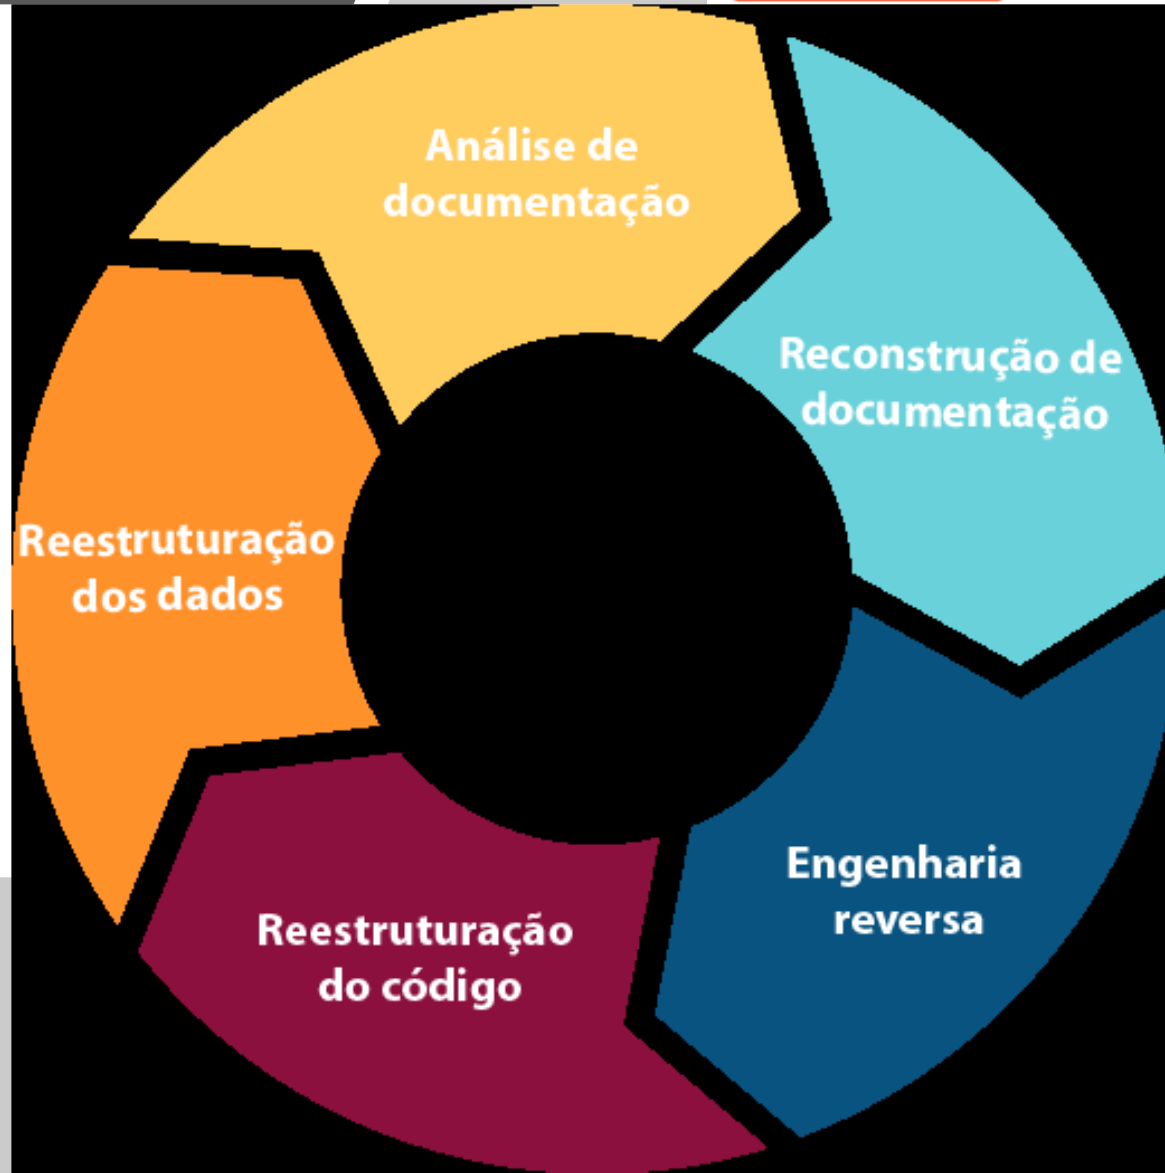 Análise de
documentação
Reconstrução de
documentação
Engenharia
reversa
Reestruturação
do código
Reestruturação
dos dados